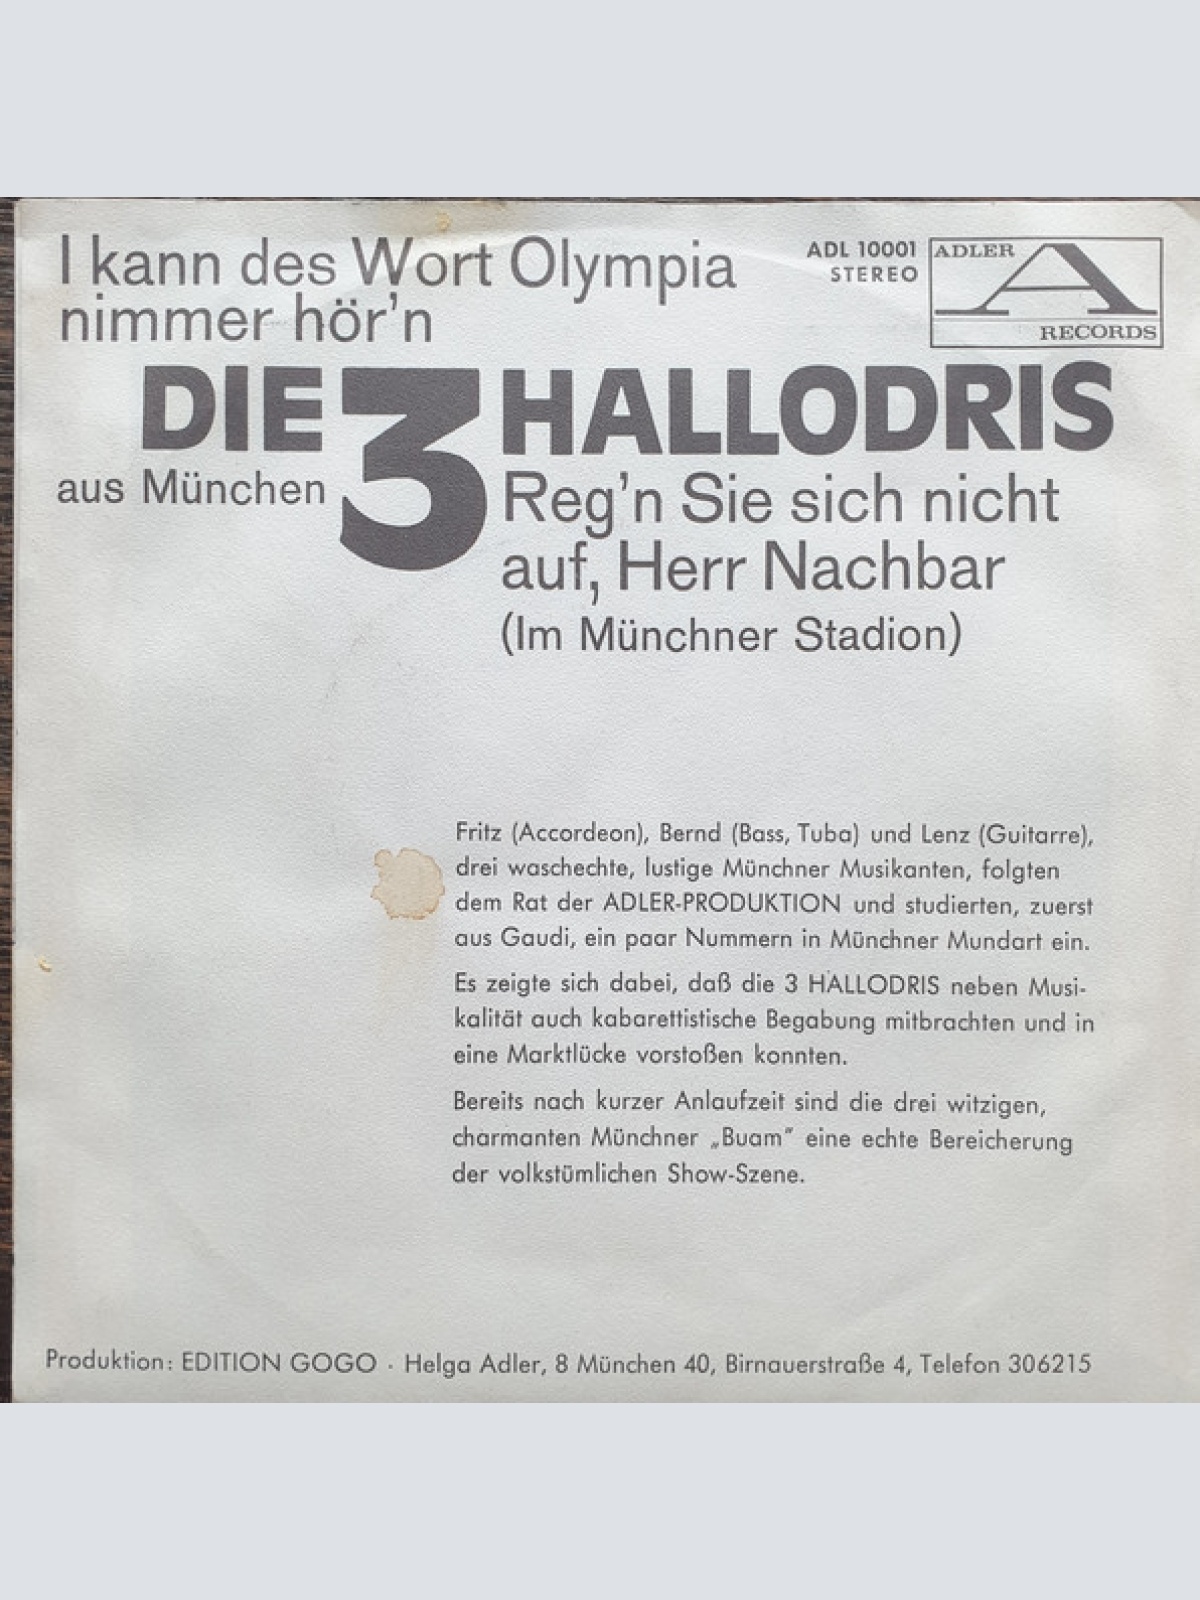 I kann des Wort Olympia
nimmer hör'n
ADL 10001
STEREO
ADLER
A
RECORDS
DIE 3 HALLODRIS
aus München
Reg'n Sie sich nicht
auf, Herr Nachbar
(Im Münchner Stadion)
Fritz (Accordeon), Bernd (Bass, Tuba) und Lenz (Guitarre),
drei waschechte, lustige Münchner Musikanten, folgten
dem Rat der ADLER-PRODUKTION und studierten, zuerst
aus Gaudi, ein paar Nummern in Münchner Mundart ein.
Es zeigte sich dabei, daß die 3 HALLODRIS neben Musi-
kalität auch kabarettistische Begabung mitbrachten und in
eine Marktlücke vorstoßen konnten.
Bereits nach kurzer Anlaufzeit sind die drei witzigen,
charmanten Münchner „Buam" eine echte Bereicherung
der volkstümlichen Show-Szene.
Produktion: EDITION GOGO · Helga Adler, 8 München 40, Birnauerstraße 4, Telefon 306215